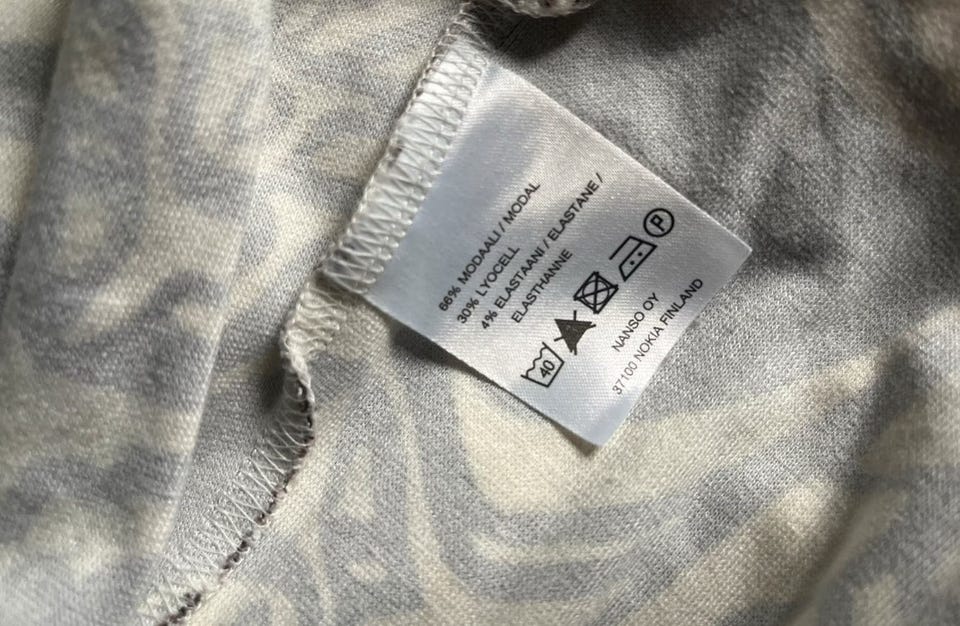 66% MODAALI / MODAL
30% LYOCELL
4% ELASTAANI / ELASTANE /
ELASTHANNE
40
P
NANSO OY
37100 NOKIA FINLAND